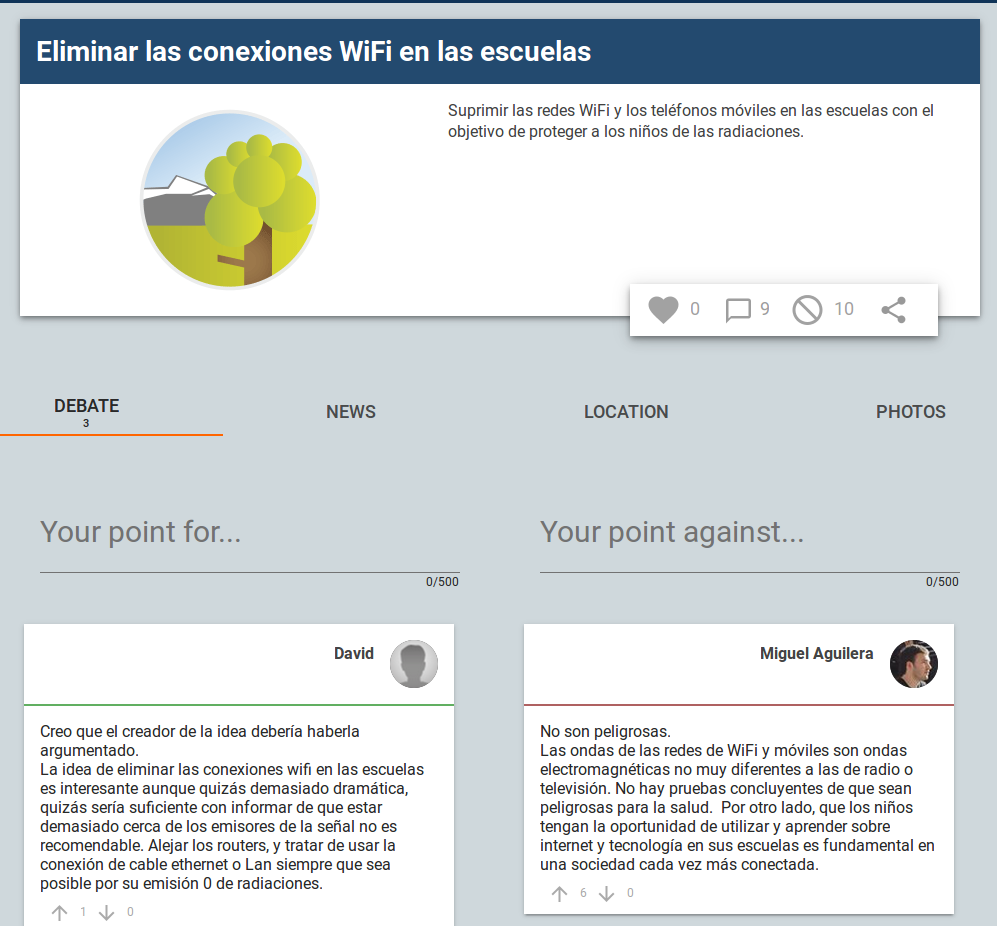 Eliminar las conexiones WiFi en las escuelas
Suprimir las redes WiFi y los teléfonos móviles en las escuelas con el
objetivo de proteger a los niños de las radiaciones.
0 9 10
DEBATE
3
NEWS
LOCATION
PHOTOS
Your point for...
0/500
Your point against...
0/500
David
Creo que el creador de la idea debería haberla
argumentado.
La idea de eliminar las conexiones wifi en las escuelas
es interesante aunque quizás demasiado dramática,
quizás sería suficiente con informar de que estar
demasiado cerca de los emisores de la señal no es
recomendable. Alejar los routers, y tratar de usar la
conexión de cable ethernet o Lan siempre que sea
posible por su emisión 0 de radiaciones.
1 0
Miguel Aguilera
No son peligrosas.
Las ondas de las redes de WiFi y móviles son ondas
electromagnéticas no muy diferentes a las de radio o
televisión. No hay pruebas concluyentes de que sean
peligrosas para la salud.  Por otro lado, que los niños
tengan la oportunidad de utilizar y aprender sobre
internet y tecnología en sus escuelas es fundamental en
una sociedad cada vez más conectada.
6 0